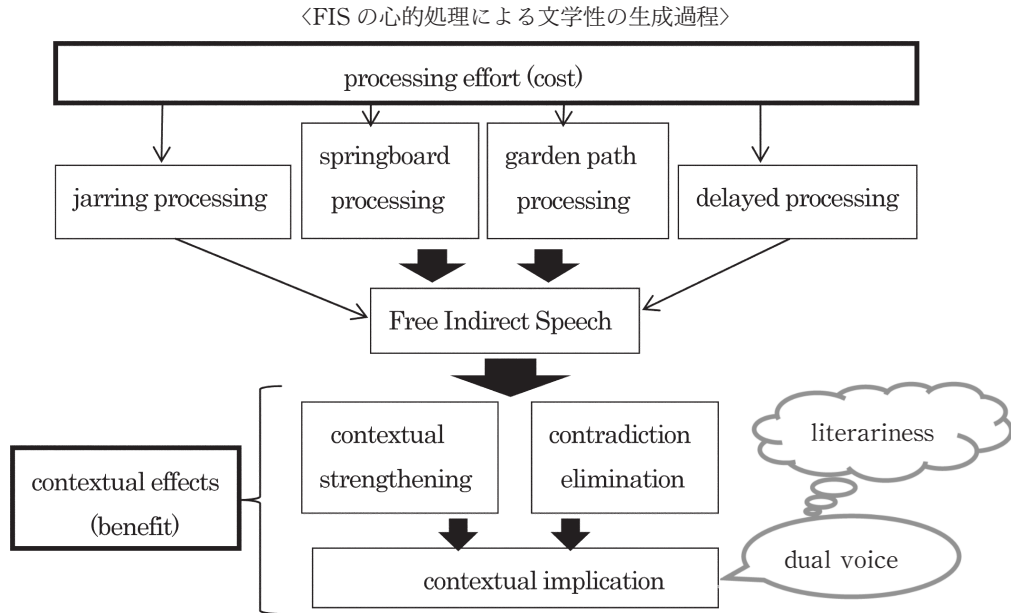 〈FIS の心的処理による文学性の生成過程〉
processing effort (cost)
jarring processing
springboard
processing
garden path
processing
delayed processing
Free Indirect Speech
contextual effects
(benefit)
contextual
strengthening
contradiction
elimination
literariness
contextual implication
dual voice